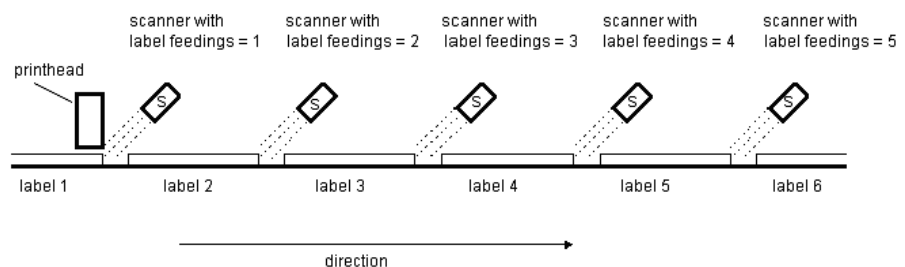 scanner with
label feedings = 1
scanner with
label feedings = 2
scanner with
label feedings = 3
scanner with
label feedings = 4
scanner with
label feedings = 5
printhead
S
S
S
S
S
label 1
label 2
label 3
label 4
label 5
label 6
direction